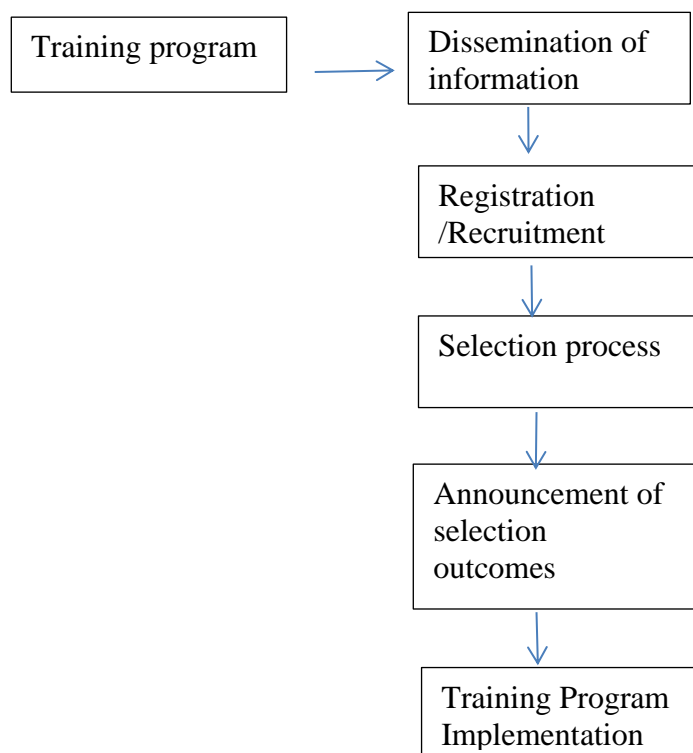 Training program
Dissemination of
information
Registration
/Recruitment
Selection process
Announcement of
selection
outcomes
Training Program
Implementation